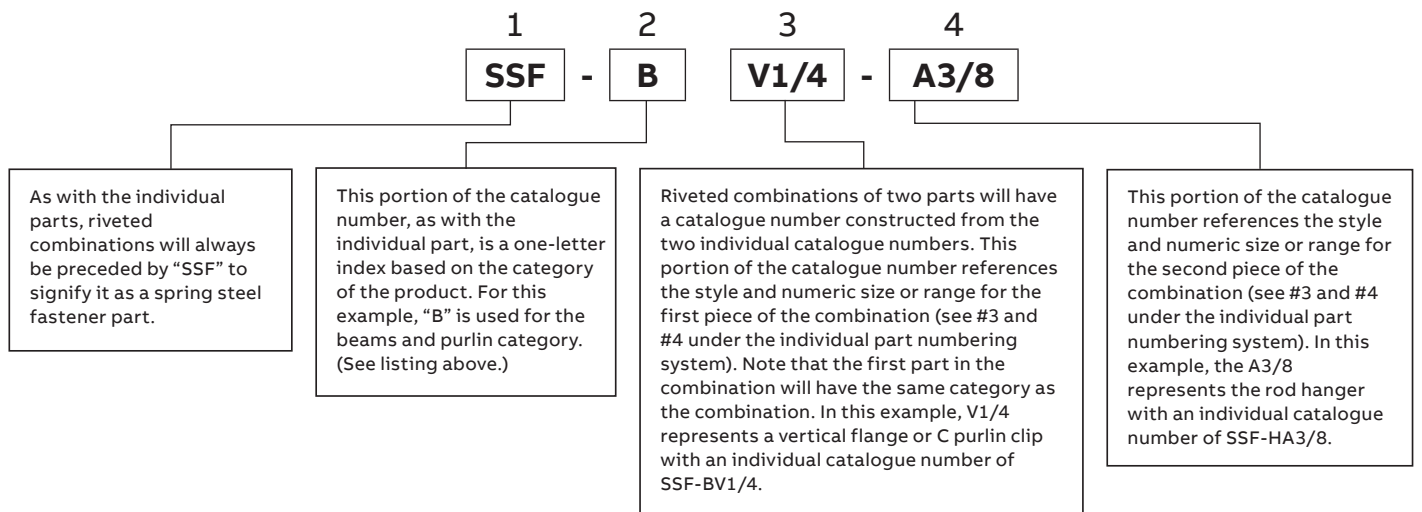 1 2 3 4
SSF - B V1/4 - A3/8
As with the individual
parts, riveted
combinations will always
be preceded by “SSF” to
signify it as a spring steel
fastener part.
This portion of the catalogue
number, as with the
individual part, is a one-letter
index based on the category
of the product. For this
example, “B” is used for the
beams and purlin category.
(See listing above.)
Riveted combinations of two parts will have
a catalogue number constructed from the
two individual catalogue numbers. This
portion of the catalogue number references
the style and numeric size or range for the
first piece of the combination (see #3 and
#4 under the individual part numbering
system). Note that the first part in the
combination will have the same category as
the combination. In this example, V1/4
represents a vertical flange or C purlin clip
with an individual catalogue number of
SSF-BV1/4.
This portion of the catalogue
number references the style
and numeric size or range for
the second piece of the
combination (see #3 and #4
under the individual part
numbering system). In this
example, the A3/8
represents the rod hanger
with an individual catalogue
number of SSF-HA3/8.